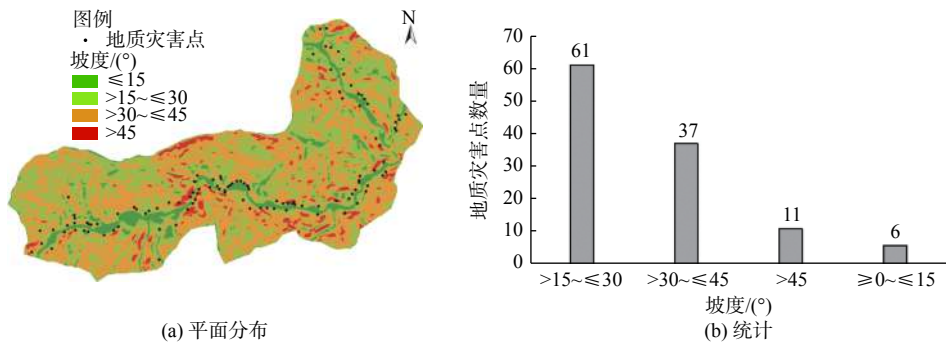 图例
• 地质灾害点
坡度/(°)
≤15
>15~≤30
>30~≤45
>45
N
(a) 平面分布
地质灾害点数量
70
60
50
40
30
20
10
0
61
37
11
6
>15~≤30
>30~≤45
>45
≥0~≤15
坡度/(°)
(b) 统计